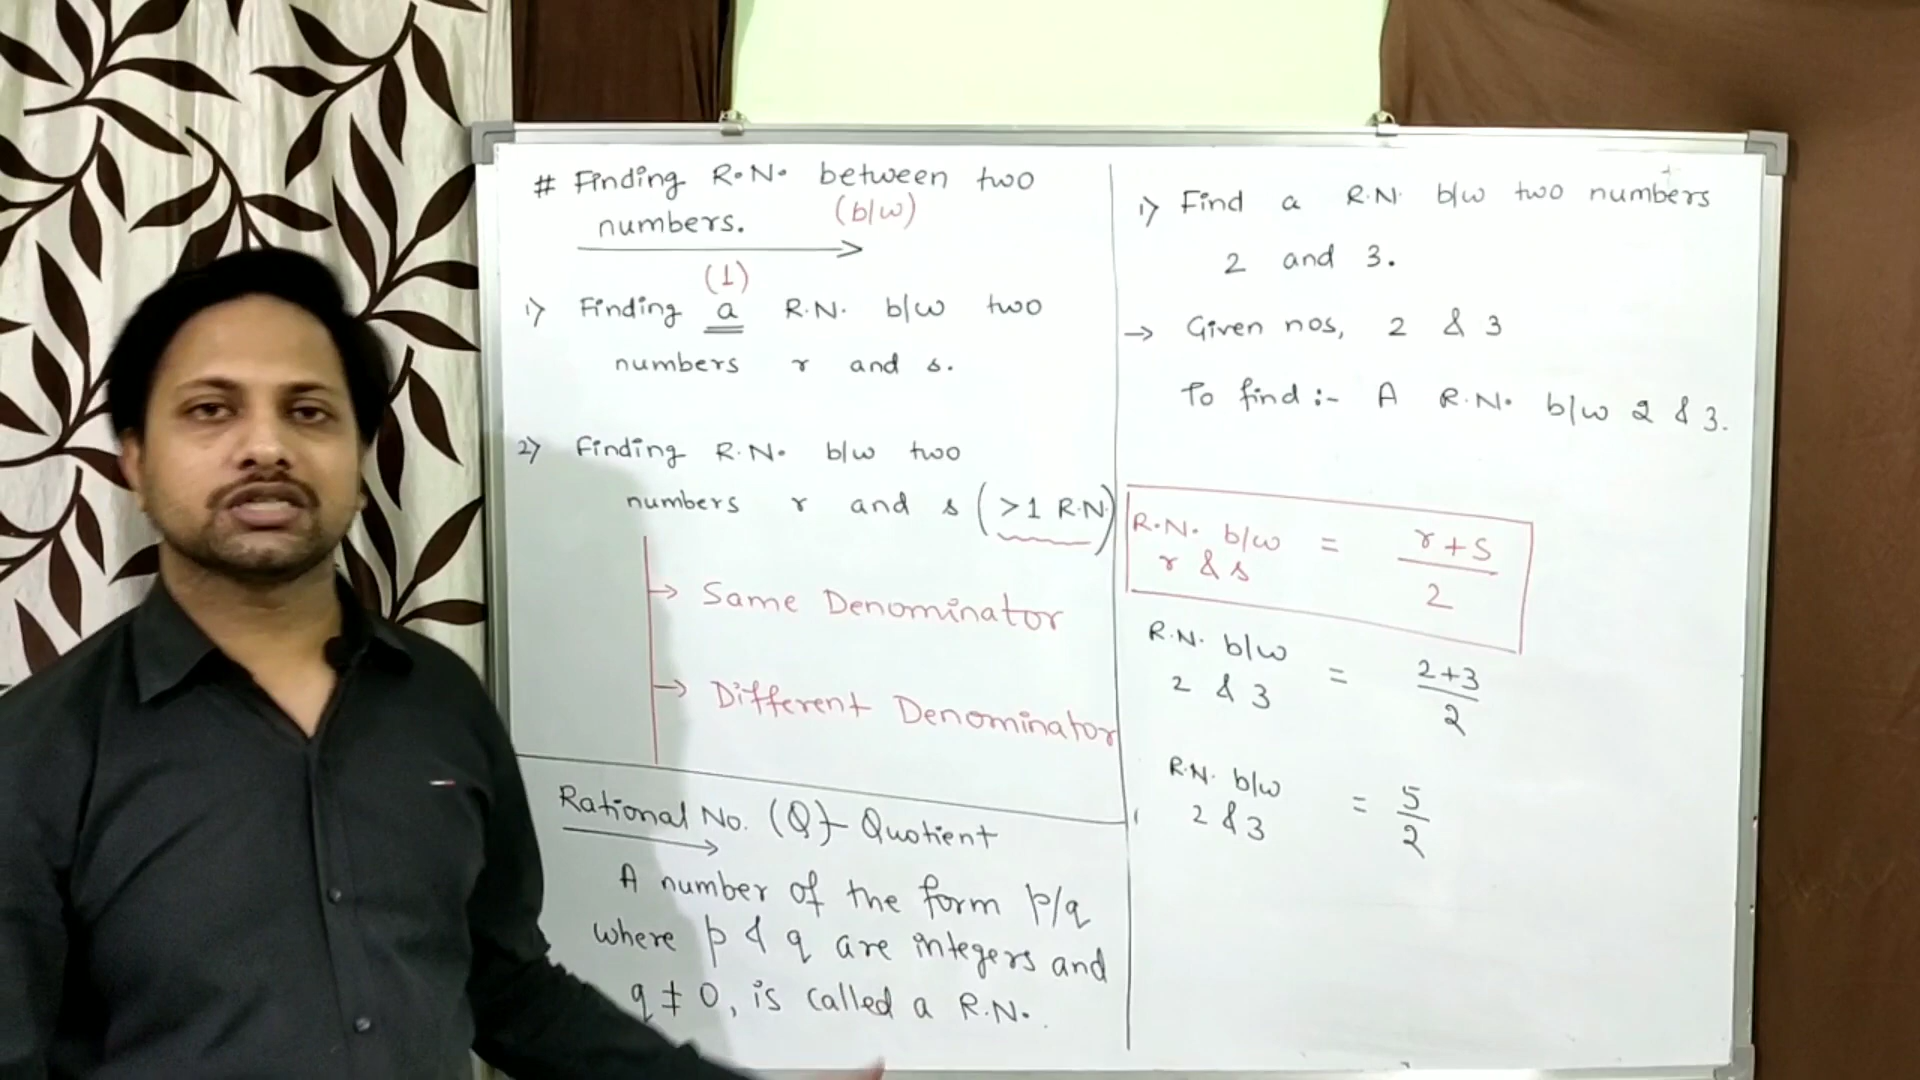 # Finding R.N. between two
numbers. (b/w)
(1)
1) Finding a R.N. b/w two
numbers r and s.
2) Finding R.N. b/w two
numbers r and s (>1 R.N)
→ Same Denominator
→ Different Denominator
Rational No. (Q) - Quotient
A number of the form p/q
where p & q are integers and
q ≠ 0, is called a R.N.
1) Find a R.N. b/w two numbers
2 and 3.
→ Given nos, 2 & 3
To find :- A R.N. b/w 2 & 3.
R.N. b/w r & s = r+s/2
R.N. b/w 2 & 3 = 2+3/2
R.N. b/w 2 & 3 = 5/2